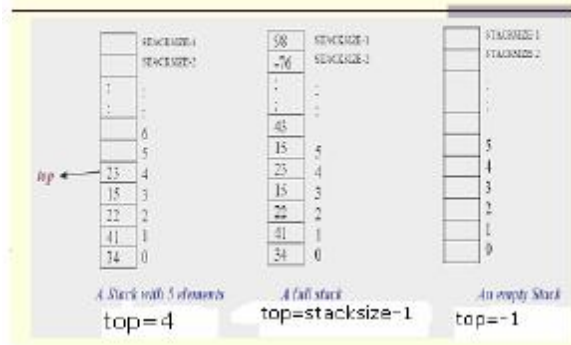 STACKSIZE-1
STACKSIZE-2
:
:
6
5
top
23 4
15 3
22 2
41 1
34 0
A Stack with 5 elements
top=4
98 STACKSIZE-1
-76 STACKSIZE-2
:
:
45
15 5
23 4
15 3
22 2
41 1
34 0
A full stack
top=stacksize-1
STACKSIZE-1
STACKSIZE-2
:
:
5
4
3
2
1
0
An empty Stack
top=-1